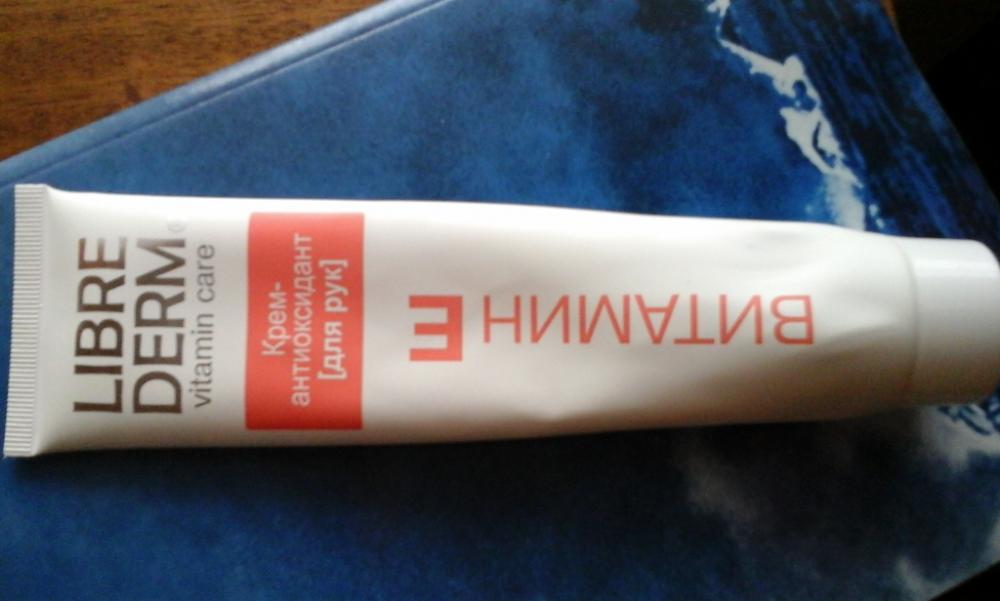 LIBRE
DERM®
vitamin care
Крем-
антиоксидант
[для рук]
ВИТАМИН Е